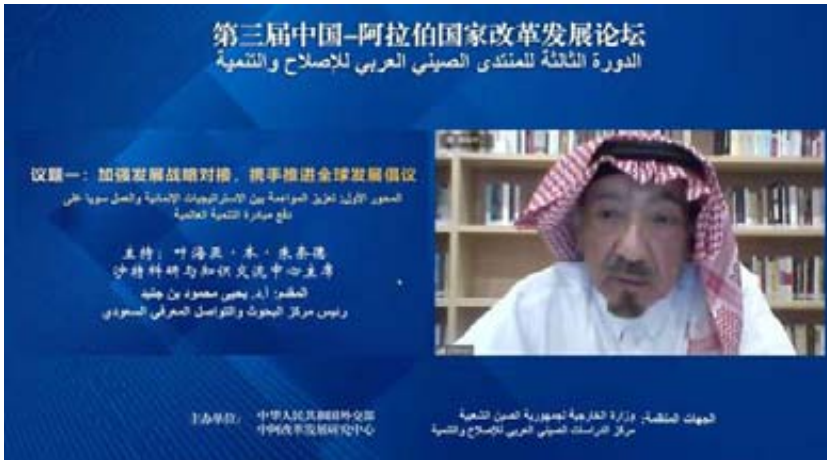 第三届中国-阿拉伯国家改革发展论坛
الدورة الثالثة للمنتدى الصيني العربي للإصلاح والتنمية
议题一：加强发展战略对接，携手推进全球发展倡议
المحور الأول: تعزيز المواءمة بين الاستراتيجيات الإنمائية والعمل سويا على
دفع مبادرة التنمية العالمية
主持：叶海亚·本·朱奈德
沙特科研与知识交流中心主席
المقدم: أ.د. يحيى محمود بن جنيد
رئيس مركز البحوث والتواصل المعرفي السعودي
主办单位：
中华人民共和国外交部
中阿改革发展研究中心
الجهات المنظمة: وزارة الخارجية لجمهورية الصين الشعبية
مركز الدراسات الصيني العربي للإصلاح والتنمية